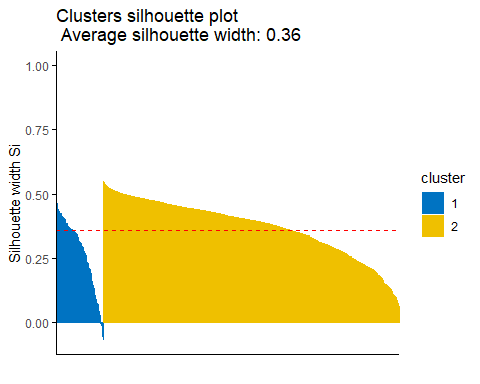 Clusters silhouette plot
Average silhouette width: 0.36
1.00
0.75
0.50
0.25
0.00
Silhouette width Si
cluster
1
2